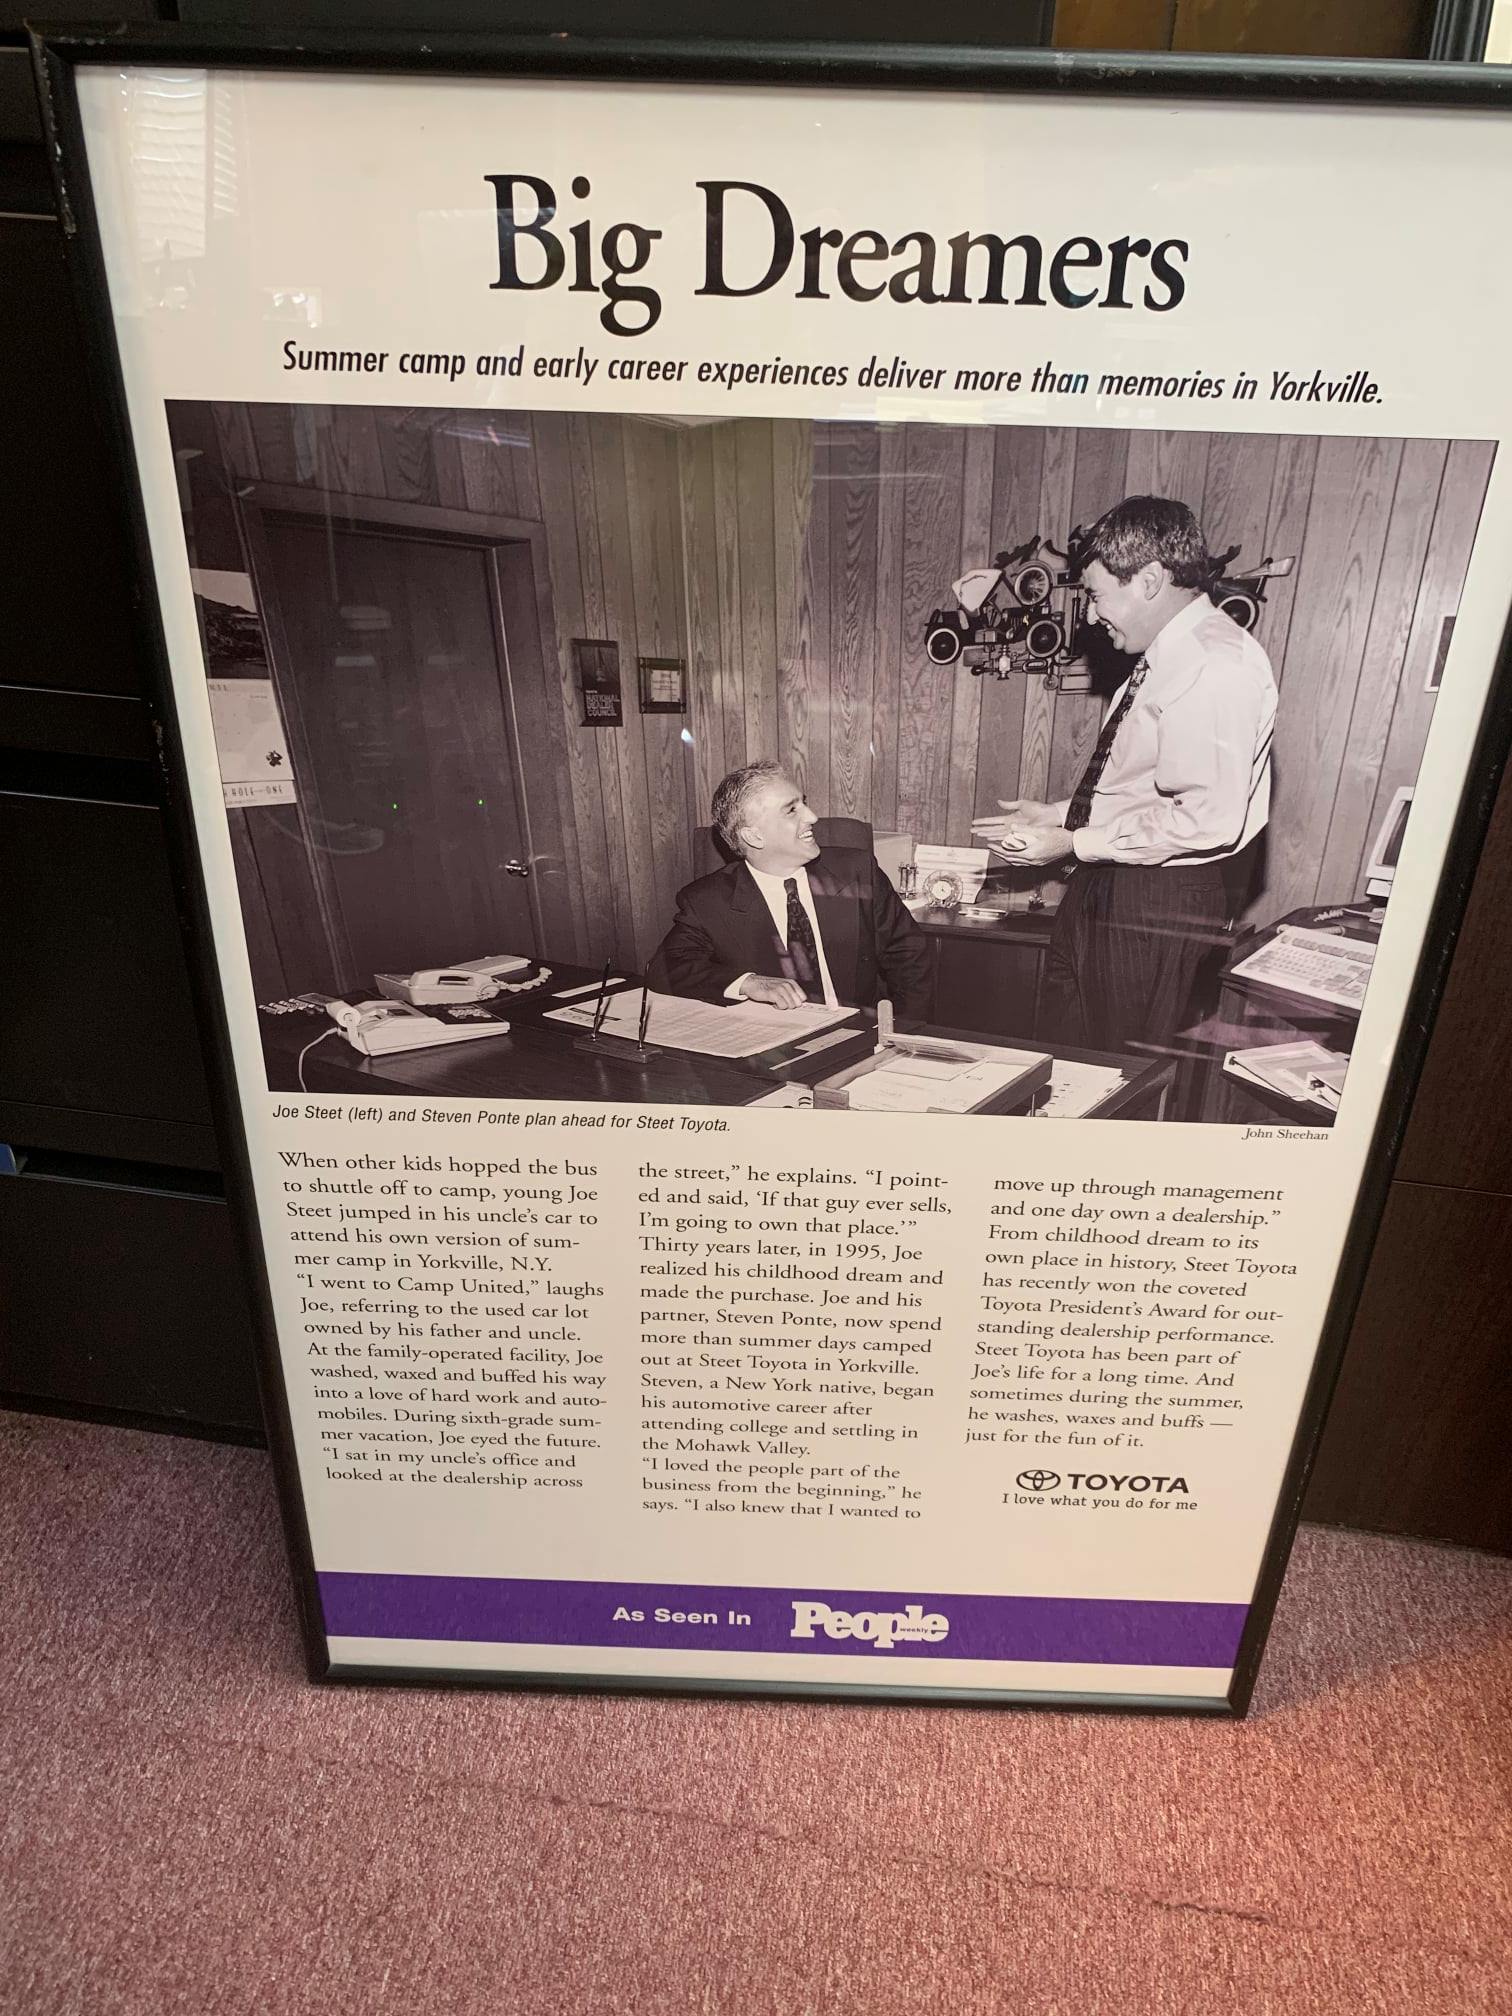 Big Dreamers
Summer camp and early career experiences deliver more than memories in Yorkville.
NATIONAL
DEALER
COUNCIL
HOLE-ONE
Joe Steet (left) and Steven Ponte plan ahead for Steet Toyota.
John Sheehan
When other kids hopped the bus
to shuttle off to camp, young Joe
Steet jumped in his uncle's car to
attend his own version of sum-
mer camp in Yorkville, N.Y.
"I went to Camp United," laughs
Joe, referring to the used car lot
owned by his father and uncle.
At the family-operated facility, Joe
washed, waxed and buffed his way
into a love of hard work and auto-
mobiles. During sixth-grade sum-
mer vacation, Joe eyed the future.
"I sat in my uncle's office and
looked at the dealership across
the street," he explains. "I point-
ed and said, 'If that guy ever sells,
I'm going to own that place.'"
Thirty years later, in 1995, Joe
realized his childhood dream and
made the purchase. Joe and his
partner, Steven Ponte, now spend
more than summer days camped
out at Steet Toyota in Yorkville.
Steven, a New York native, began
his automotive career after
attending college and settling in
the Mohawk Valley.
"I loved the people part of the
business from the beginning," he
says. "I also knew that I wanted to
move up through management
and one day own a dealership."
From childhood dream to its
own place in history, Steet Toyota
has recently won the coveted
Toyota President's Award for out-
standing dealership performance.
Steet Toyota has been part of
Joe's life for a long time. And
sometimes during the summer,
he washes, waxes and buffs —
just for the fun of it.
TOYOTA
I love what you do for me
As Seen In People weekly